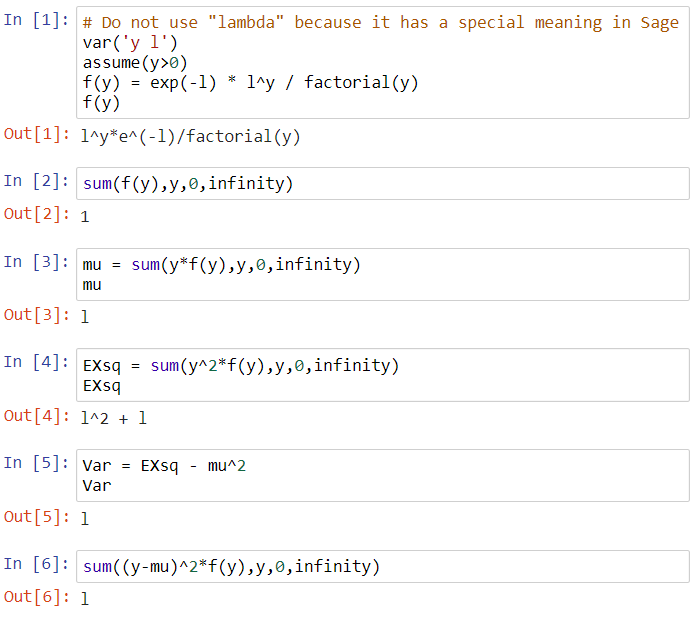 In [1]: # Do not use "lambda" because it has a special meaning in Sage
var('y l')
assume(y>0)
f(y) = exp(-l) * l^y / factorial(y)
f(y)
Out[1]: l^y*e^(-l)/factorial(y)
In [2]: sum(f(y),y,0,infinity)
Out[2]: 1
In [3]: mu = sum(y*f(y),y,0,infinity)
mu
Out[3]: l
In [4]: EXsq = sum(y^2*f(y),y,0,infinity)
EXsq
Out[4]: l^2 + l
In [5]: Var = EXsq - mu^2
Var
Out[5]: l
In [6]: sum((y-mu)^2*f(y),y,0,infinity)
Out[6]: l